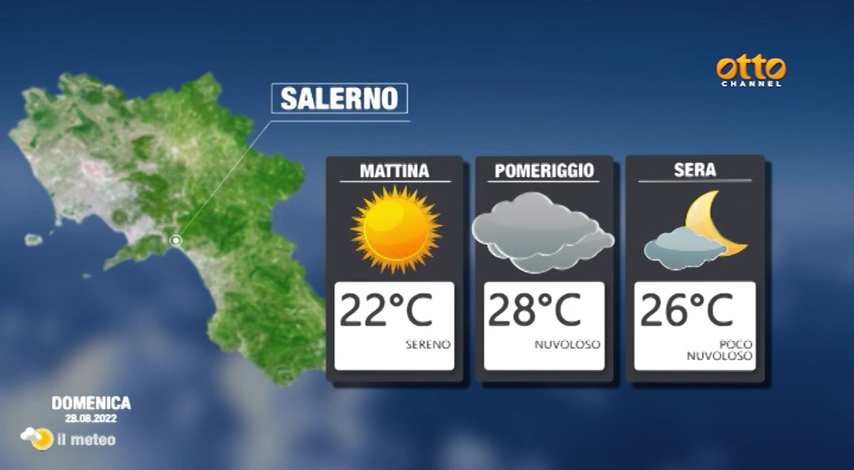 otto
CHANNEL
SALERNO
MATTINA
22°C
SERENO
POMERIGGIO
28°C
NUVOLOSO
SERA
26°C
POCO
NUVOLOSO
DOMENICA
28.08.2022
il meteo